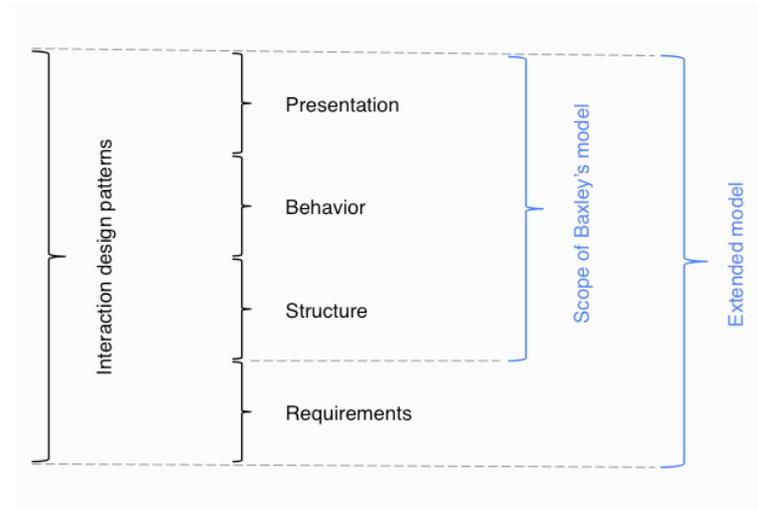 Interaction design patterns
Presentation
Behavior
Structure
Requirements
Scope of Baxley's model
Extended model